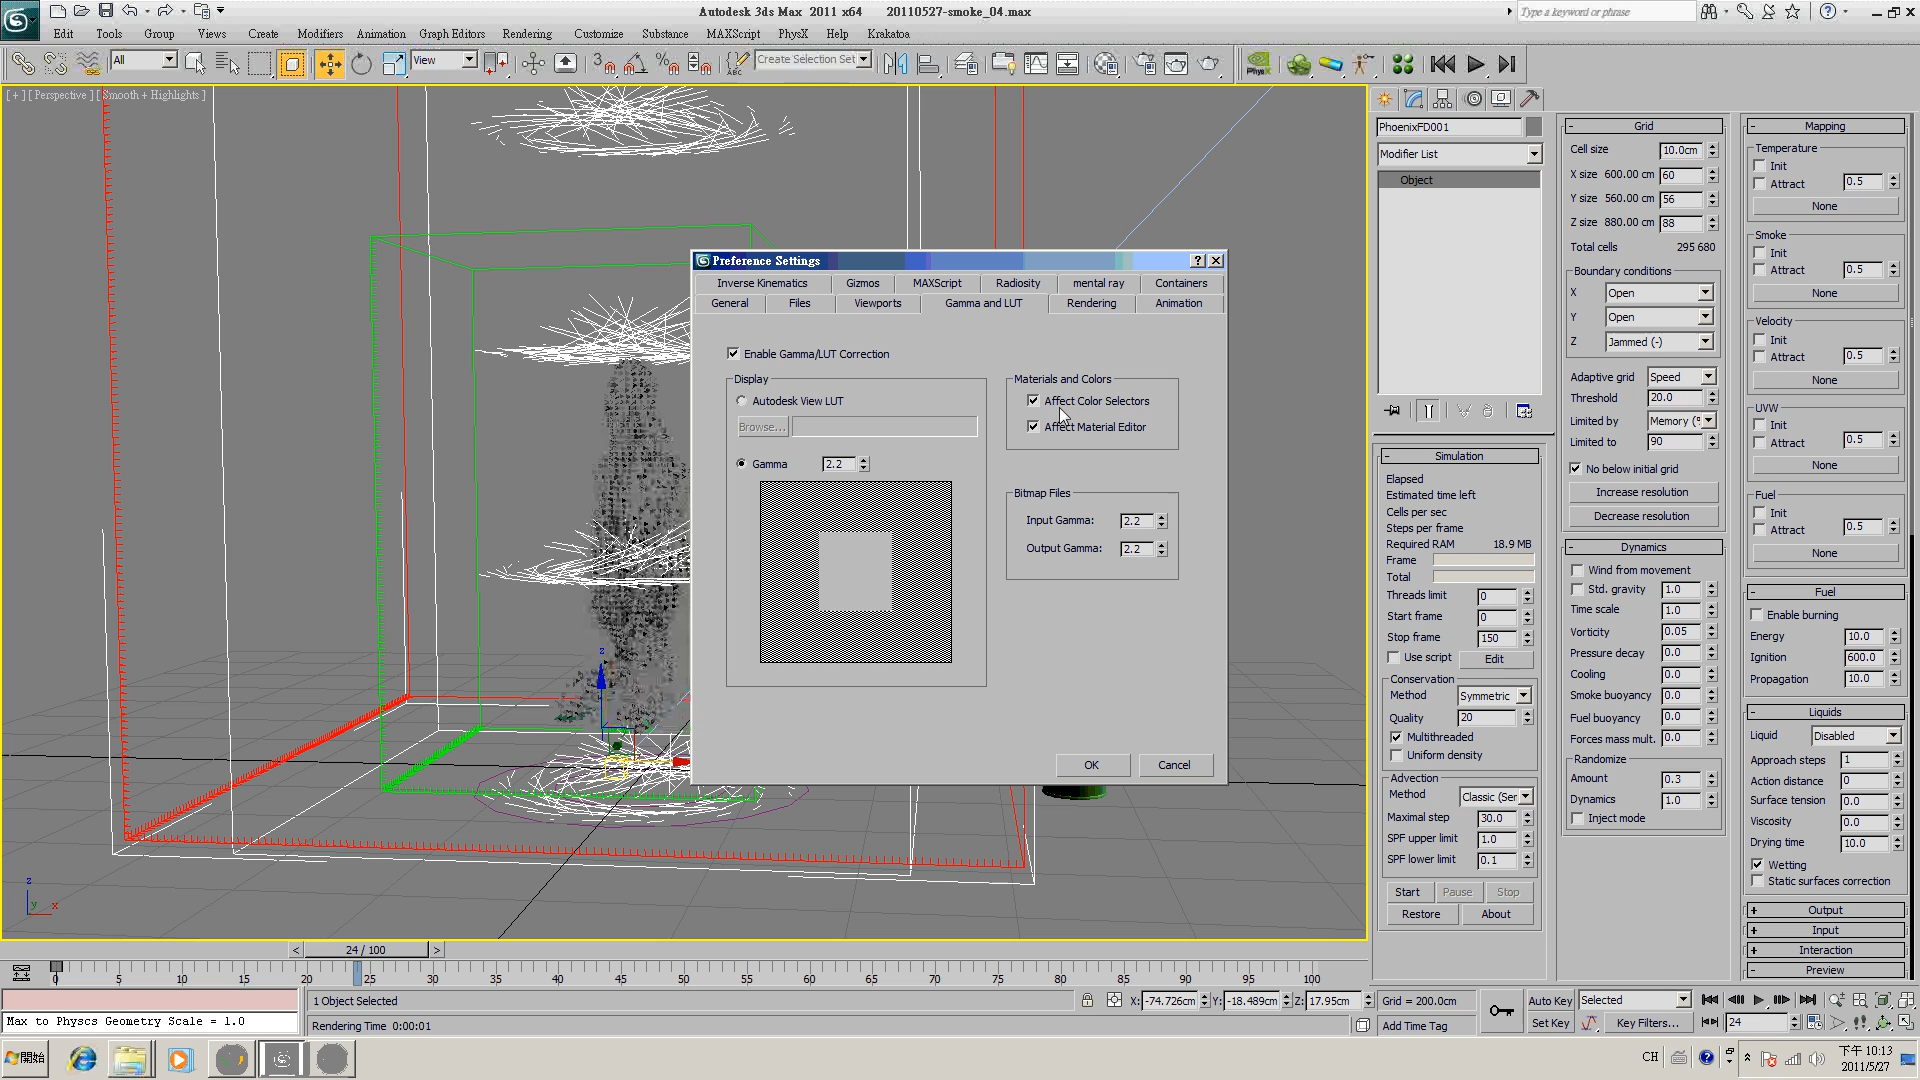 Autodesk 3ds Max 2011 x64 20110527-smoke_04.max
Type a keyword or phrase
Edit Tools Group Views Create Modifiers Animation Graph Editors Rendering Customize Substance MAXScript PhysX Help Krakatoa
All
View
Create Selection Set
[ + ] [ Perspective ] [ Smooth + Highlights ]
Preference Settings
Inverse Kinematics Gizmos MAXScript Radiosity mental ray Containers
General Files Viewports Gamma and LUT Rendering Animation
Enable Gamma/LUT Correction
Display
Autodesk View LUT
Browse...
Gamma 2.2
Materials and Colors
Affect Color Selectors
Affect Material Editor
Bitmap Files
Input Gamma: 2.2
Output Gamma: 2.2
OK Cancel
z
z
y
x
PhoenixFD001
Modifier List
Object
Simulation
Elapsed
Estimated time left
Cells per sec
Steps per frame
Required RAM 18.9 MB
Frame
Total
Threads limit 0
Start frame 0
Stop frame 150
Use script Edit
Conservation
Method Symmetric
Quality 20
Multithreaded
Uniform density
Advection
Method Classic (Ser
Maximal step 30.0
SPF upper limit 1.0
SPF lower limit 0.1
Start Pause Stop
Restore About
Grid
Cell size 10.0cm
X size 600.00 cm 60
Y size 560.00 cm 56
Z size 880.00 cm 88
Total cells 295 680
Boundary conditions
X Open
Y Open
Z Jammed (-)
Adaptive grid Speed
Threshold 20.0
Limited by Memory (%
Limited to 90
No below initial grid
Increase resolution
Decrease resolution
Dynamics
Wind from movement
Std. gravity 1.0
Time scale 1.0
Vorticity 0.05
Pressure decay 0.0
Cooling 0.0
Smoke buoyancy 0.0
Fuel buoyancy 0.0
Forces mass mult. 0.0
Randomize
Amount 0.3
Dynamics 1.0
Inject mode
Mapping
Temperature
Init
Attract 0.5
None
Smoke
Init
Attract 0.5
None
Velocity
Init
Attract 0.5
None
UVW
Init
Attract 0.5
None
Fuel
Init
Attract 0.5
None
Fuel
Enable burning
Energy 10.0
Ignition 600.0
Propagation 10.0
Liquids
Liquid Disabled
Approach steps 1
Action distance 0
Surface tension 0.0
Viscosity 0.0
Drying time 10.0
Wetting
Static surfaces correction
Output
Input
Interaction
Preview
< 24 / 100 >
0 5 10 15 20 25 30 35 40 45 50 55 60 65 70 75 80 85 90 95 100
1 Object Selected
X: -74.726cm Y: -18.489cm Z: 17.95cm Grid = 200.0cm
Auto Key Selected
Max to Physcs Geometry Scale = 1.0
Rendering Time 0:00:01
Add Time Tag
Set Key Key Filters...
24
開始
CH
下午 10:13
2011/5/27